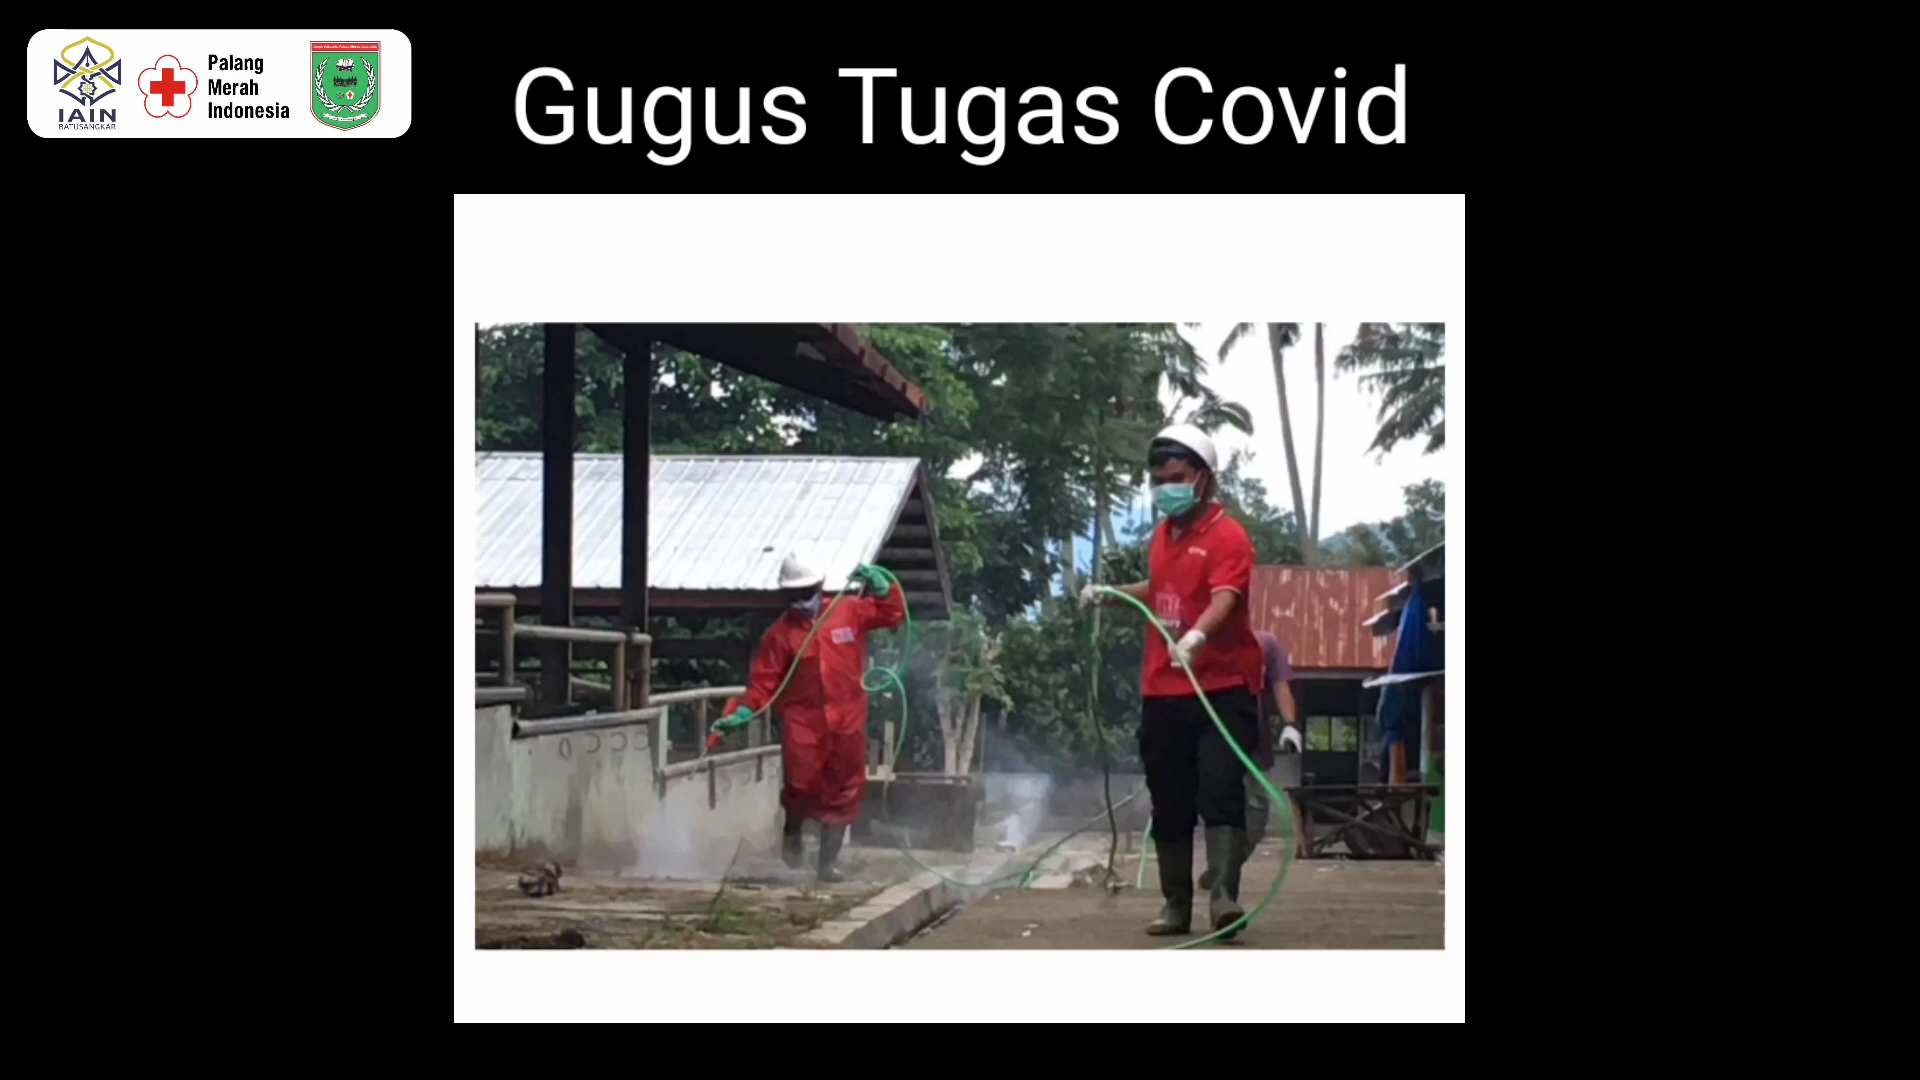 IAIN
BATUSANGKAR
Palang
Merah
Indonesia
Gugus Tugas Covid